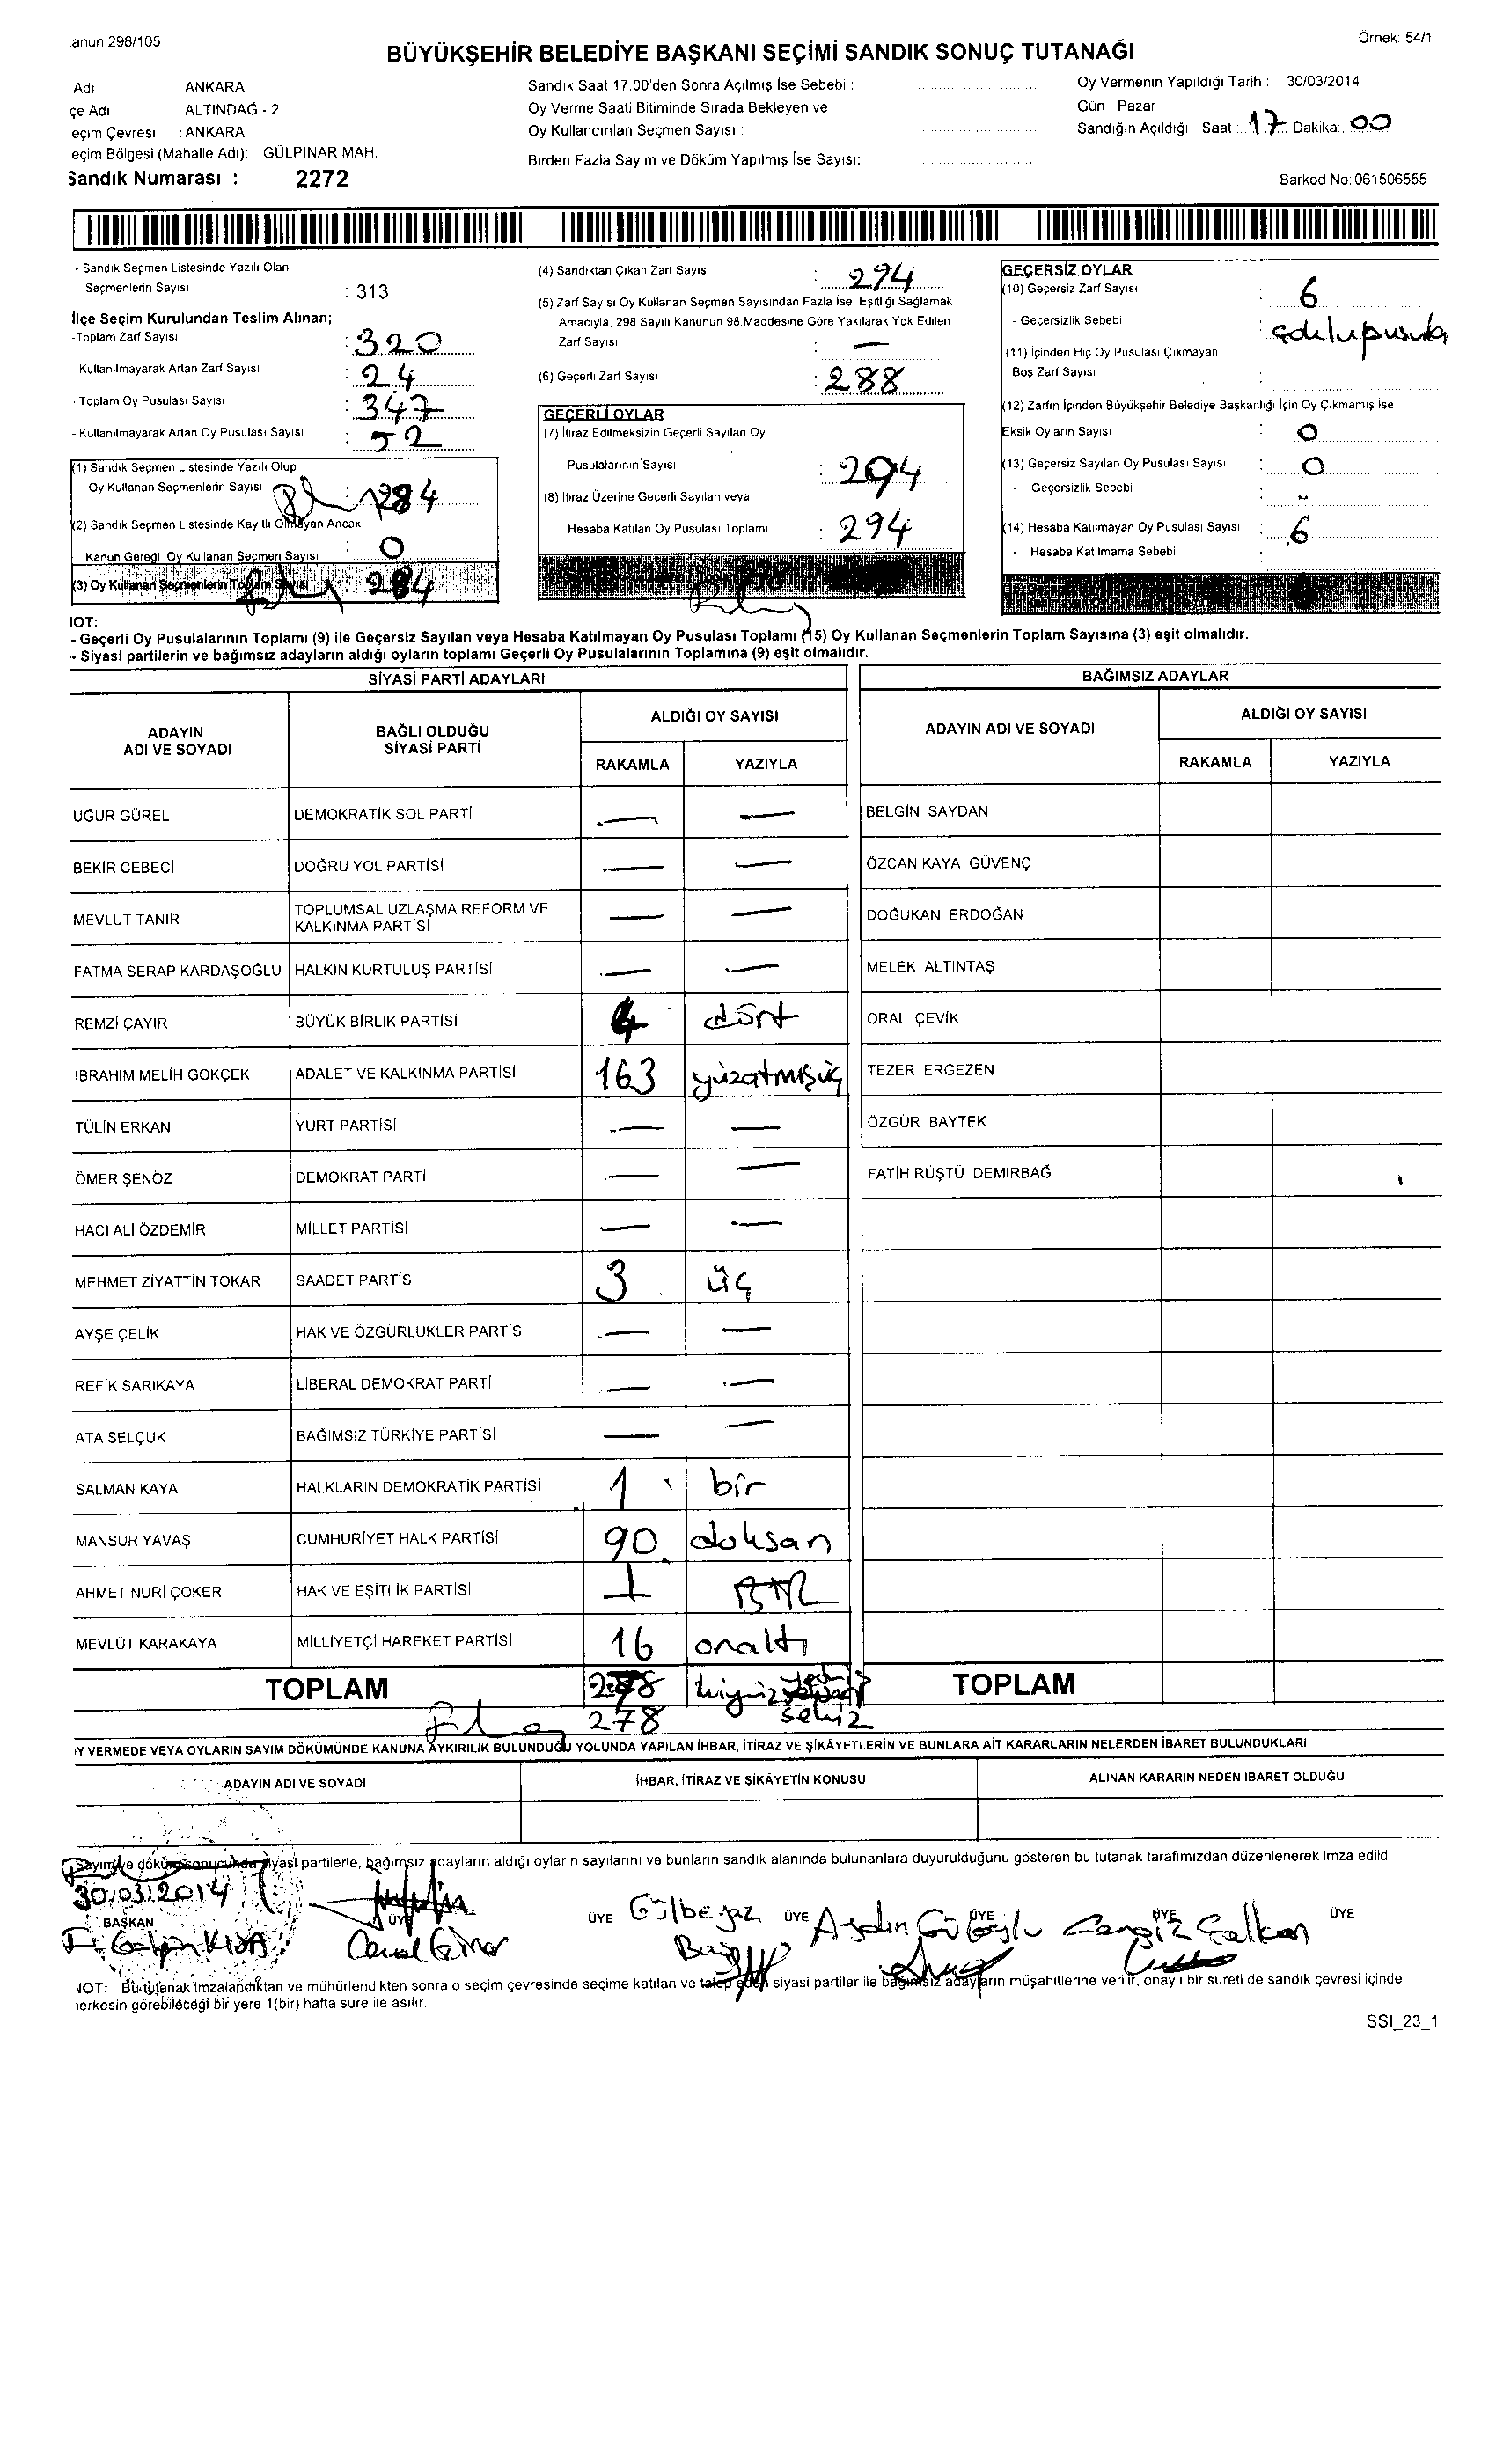 anun,298/105
Örnek: 54/1
BÜYÜKŞEHİR BELEDİYE BAŞKANI SEÇİMİ SANDIK SONUÇ TUTANAĞI
Adı : ANKARA
çe Adı ALTINDAĞ - 2
eçim Çevresi : ANKARA
eçim Bölgesi (Mahalle Adı): GÜLPINAR MAH.
Sandık Numarası : 2272
Sandık Saat 17.00'den Sonra Açılmış İse Sebebi :
Oy Verme Saati Bitiminde Sırada Bekleyen ve
Oy Kullandırılan Seçmen Sayısı :
Birden Fazla Sayım ve Döküm Yapılmış İse Sayısı:
Oy Vermenin Yapıldığı Tarih : 30/03/2014
Gün : Pazar
Sandığın Açıldığı Saat : 17 Dakika: 00
Barkod No:061506555
- Sandık Seçmen Listesinde Yazılı Olan
Seçmenlerin Sayısı : 313
İlçe Seçim Kurulundan Teslim Alınan;
-Toplam Zarf Sayısı : 320
- Kullanılmayarak Artan Zarf Sayısı : 24
- Toplam Oy Pusulası Sayısı : 347
- Kullanılmayarak Artan Oy Pusulası Sayısı : 52
(1) Sandık Seçmen Listesinde Yazılı Olup
Oy Kullanan Seçmenlerin Sayısı : 284
(2) Sandık Seçmen Listesinde Kayıtlı Olmayan Ancak
Kanun Gereği Oy Kullanan Seçmen Sayısı : 0
(3) Oy Kullanan Seçmenlerin Toplam Sayısı : 284
(4) Sandıktan Çıkan Zarf Sayısı : 294
(5) Zarf Sayısı Oy Kullanan Seçmen Sayısından Fazla İse, Eşitliği Sağlamak
Amacıyla, 298 Sayılı Kanunun 98.Maddesine Göre Yakılarak Yok Edilen
Zarf Sayısı : —
(6) Geçerli Zarf Sayısı : 288
GEÇERLİ OYLAR
(7) İtiraz Edilmeksizin Geçerli Sayılan Oy
Pusulalarının Sayısı : 294
(8) İtiraz Üzerine Geçerli Sayılan veya
Hesaba Katılan Oy Pusulası Toplamı : 294
GEÇERSİZ OYLAR
(10) Geçersiz Zarf Sayısı : 6
- Geçersizlik Sebebi :
(11) İçinden Hiç Oy Pusulası Çıkmayan
Boş Zarf Sayısı :
(12) Zarfın İçinden Büyükşehir Belediye Başkanlığı İçin Oy Çıkmamış İse
Eksik Oyların Sayısı : 0
(13) Geçersiz Sayılan Oy Pusulası Sayısı : 0
- Geçersizlik Sebebi :
(14) Hesaba Katılmayan Oy Pusulası Sayısı : 6
- Hesaba Katılmama Sebebi :
IOT:
- Geçerli Oy Pusulalarının Toplamı (9) ile Geçersiz Sayılan veya Hesaba Katılmayan Oy Pusulası Toplamı (15) Oy Kullanan Seçmenlerin Toplam Sayısına (3) eşit olmalıdır.
- Siyasi partilerin ve bağımsız adayların aldığı oyların toplamı Geçerli Oy Pusulalarının Toplamına (9) eşit olmalıdır.
SİYASİ PARTİ ADAYLARI
BAĞIMSIZ ADAYLAR
ADAYIN ADI VE SOYADI
BAĞLI OLDUĞU SİYASİ PARTİ
ALDIĞI OY SAYISI
RAKAMLA YAZIYLA
ADAYIN ADI VE SOYADI
ALDIĞI OY SAYISI
RAKAMLA YAZIYLA
UĞUR GÜREL DEMOKRATİK SOL PARTİ — — BELGİN SAYDAN
BEKİR CEBECİ DOĞRU YOL PARTİSİ — — ÖZCAN KAYA GÜVENÇ
MEVLÜT TANIR TOPLUMSAL UZLAŞMA REFORM VE KALKINMA PARTİSİ — — DOĞUKAN ERDOĞAN
FATMA SERAP KARDAŞOĞLU HALKIN KURTULUŞ PARTİSİ — — MELEK ALTINTAŞ
REMZİ ÇAYIR BÜYÜK BİRLİK PARTİSİ 4 dört ORAL ÇEVİK
İBRAHİM MELİH GÖKÇEK ADALET VE KALKINMA PARTİSİ 163 yüzatmışüç TEZER ERGEZEN
TÜLİN ERKAN YURT PARTİSİ — — ÖZGÜR BAYTEK
ÖMER ŞENÖZ DEMOKRAT PARTİ — — FATİH RÜŞTÜ DEMİRBAĞ
HACI ALİ ÖZDEMİR MİLLET PARTİSİ — —
MEHMET ZİYATTİN TOKAR SAADET PARTİSİ 3 üç
AYŞE ÇELİK HAK VE ÖZGÜRLÜKLER PARTİSİ — —
REFİK SARIKAYA LİBERAL DEMOKRAT PARTİ — —
ATA SELÇUK BAĞIMSIZ TÜRKİYE PARTİSİ — —
SALMAN KAYA HALKLARIN DEMOKRATİK PARTİSİ 1 bir
MANSUR YAVAŞ CUMHURİYET HALK PARTİSİ 90 doksan
AHMET NURİ ÇOKER HAK VE EŞİTLİK PARTİSİ 1 BİR
MEVLÜT KARAKAYA MİLLİYETÇİ HAREKET PARTİSİ 16 onaltı
TOPLAM TOPLAM
278 sekiz
Y VERMEDE VEYA OYLARIN SAYIM DÖKÜMÜNDE KANUNA AYKIRILIK BULUNDUĞU YOLUNDA YAPILAN İHBAR, İTİRAZ VE ŞİKÂYETLERİN VE BUNLARA AİT KARARLARIN NELERDEN İBARET BULUNDUKLARI
ADAYIN ADI VE SOYADI
İHBAR, İTİRAZ VE ŞİKÂYETİN KONUSU
ALINAN KARARIN NEDEN İBARET OLDUĞU
Sayım ve döküm sonucunda siyasi partilerle, bağımsız adayların aldığı oyların sayılarını ve bunların sandık alanında bulunanlara duyurulduğunu gösteren bu tutanak tarafımızdan düzenlenerek imza edildi.
30/03/2014
BAŞKAN ÜYE ÜYE Gülbeyaz ÜYE Aydın ÜYE Cengiz ÜYE Çalkan ÜYE
NOT: Bu tutanak imzalandıktan ve mühürlendikten sonra o seçim çevresinde seçime katılan ve talep eden siyasi partiler ile bağımsız adayların müşahitlerine verilir, onaylı bir sureti de sandık çevresi içinde
herkesin görebileceği bir yere 1(bir) hafta süre ile asılır.
SSI_23_1